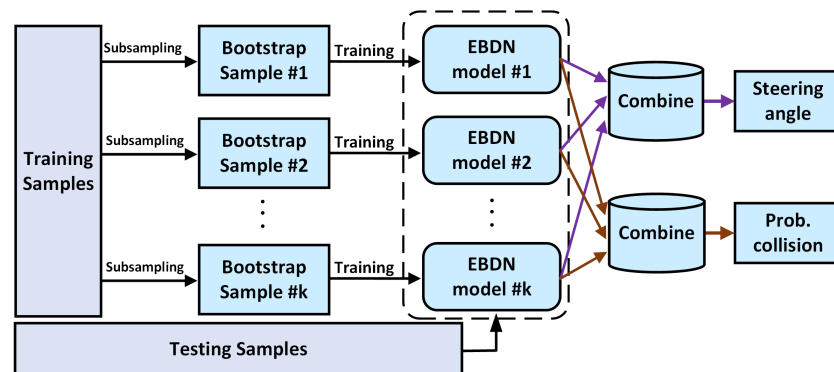 Training
Samples
Subsampling
Bootstrap
Sample #1
Training
EBDN
model #1
Subsampling
Bootstrap
Sample #2
Training
EBDN
model #2
Subsampling
Bootstrap
Sample #k
Training
EBDN
model #k
Combine
Steering
angle
Combine
Prob.
collision
Testing Samples